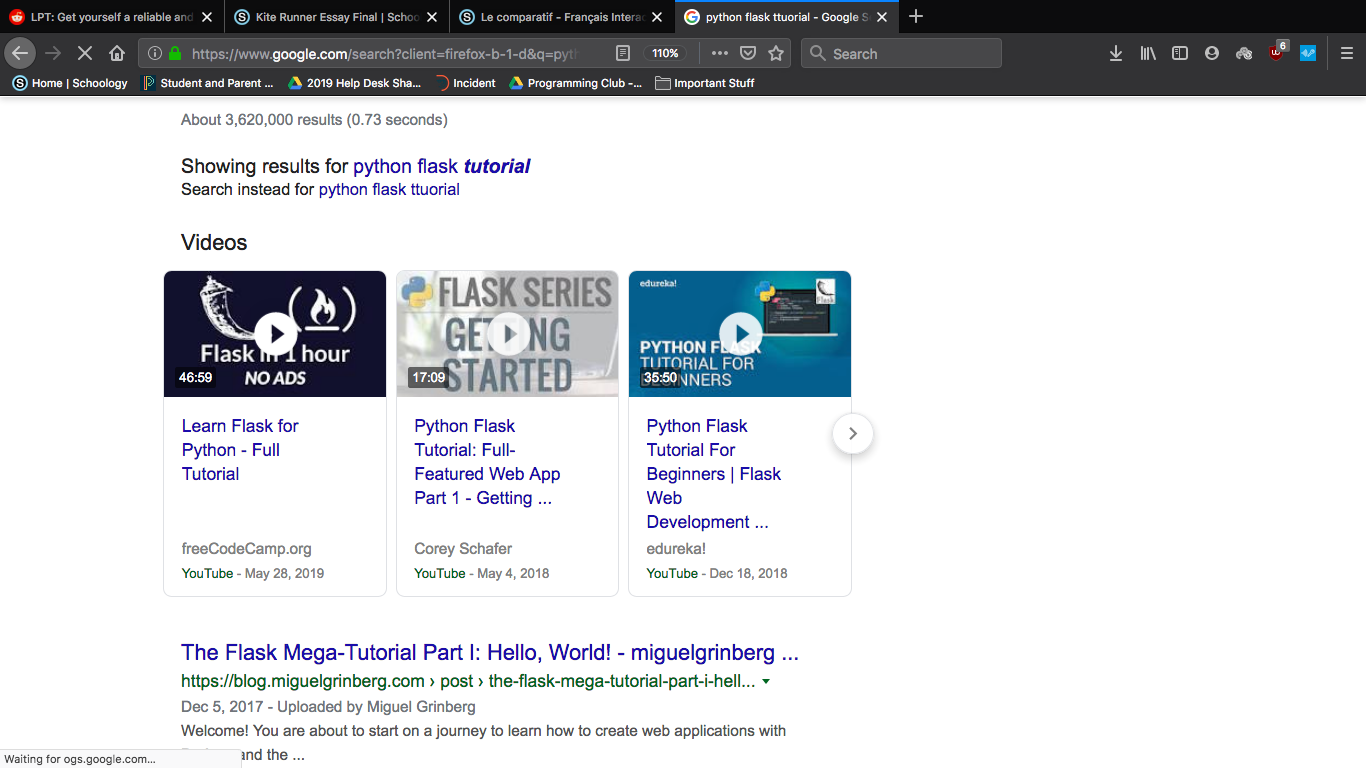 LPT: Get yourself a reliable and
Kite Runner Essay Final | Schoo
Le comparatif - Français Interac
python flask ttuorial - Google Se
https://www.google.com/search?client=firefox-b-1-d&q=pyth
110%
Search
6
Home | Schoology
Student and Parent ...
2019 Help Desk Sha...
Incident
Programming Club -...
Important Stuff
About 3,620,000 results (0.73 seconds)
Showing results for python flask tutorial
Search instead for python flask ttuorial
Videos
Flask in 1 hour
NO ADS
46:59
Learn Flask for
Python - Full
Tutorial
freeCodeCamp.org
YouTube - May 28, 2019
FLASK SERIES
GETTING
STARTED
17:09
Python Flask
Tutorial: Full-
Featured Web App
Part 1 - Getting ...
Corey Schafer
YouTube - May 4, 2018
edureka!
Flask
PYTHON FLASK
TUTORIAL FOR
BEGINNERS
35:50
Python Flask
Tutorial For
Beginners | Flask
Web
Development ...
edureka!
YouTube - Dec 18, 2018
The Flask Mega-Tutorial Part I: Hello, World! - miguelgrinberg ...
https://blog.miguelgrinberg.com › post › the-flask-mega-tutorial-part-i-hell...
Dec 5, 2017 - Uploaded by Miguel Grinberg
Welcome! You are about to start on a journey to learn how to create web applications with
and the ...
Waiting for ogs.google.com...